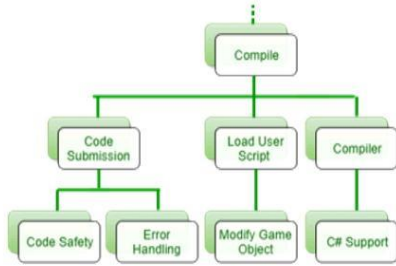 Compile
Code
Submission
Load User
Script
Compiler
Code Safety
Error
Handling
Modify Game
Object
C# Support